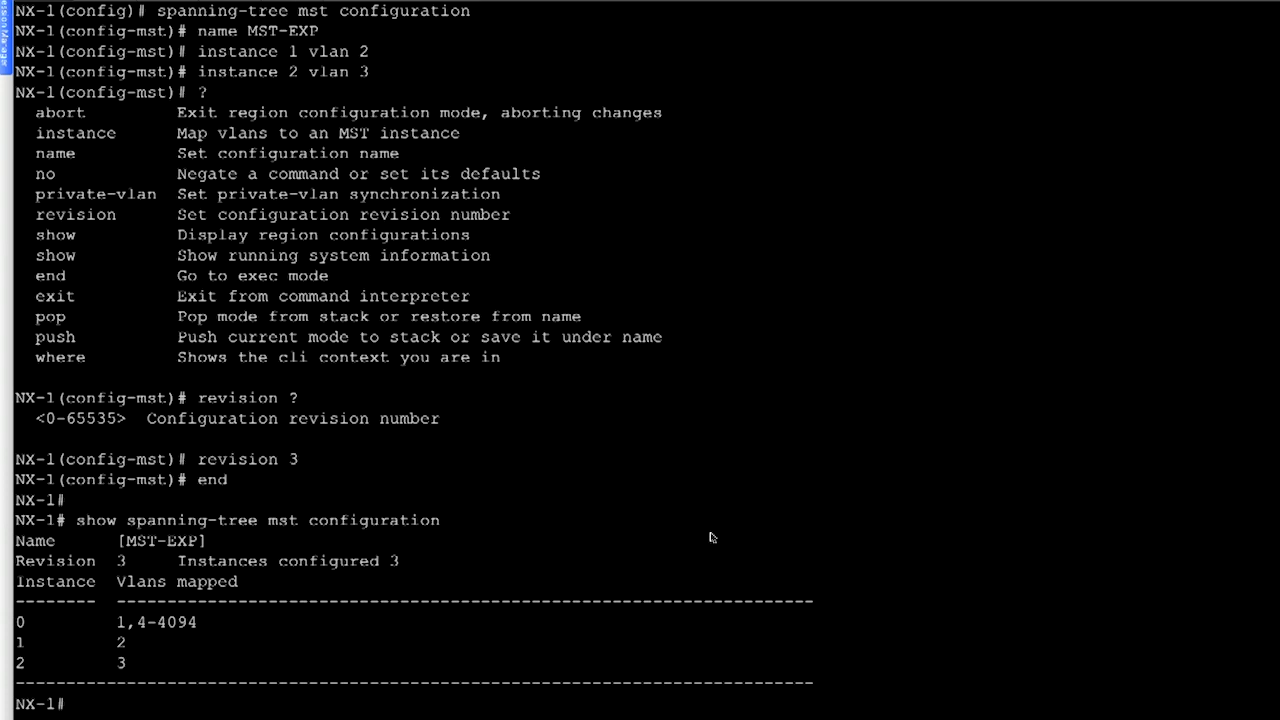 NX-1(config)# spanning-tree mst configuration
NX-1(config-mst)# name MST-EXP
NX-1(config-mst)# instance 1 vlan 2
NX-1(config-mst)# instance 2 vlan 3
NX-1(config-mst)# ?
abort         Exit region configuration mode, aborting changes
instance      Map vlans to an MST instance
name          Set configuration name
no            Negate a command or set its defaults
private-vlan  Set private-vlan synchronization
revision      Set configuration revision number
show          Display region configurations
show          Show running system information
end           Go to exec mode
exit          Exit from command interpreter
pop           Pop mode from stack or restore from name
push          Push current mode to stack or save it under name
where         Shows the cli context you are in
NX-1(config-mst)# revision ?
<0-65535>  Configuration revision number
NX-1(config-mst)# revision 3
NX-1(config-mst)# end
NX-1#
NX-1# show spanning-tree mst configuration
Name      [MST-EXP]
Revision  3     Instances configured 3
Instance  Vlans mapped
--------  ---------------------------------------------------------------------
0         1,4-4094
1         2
2         3
-------------------------------------------------------------------------------
NX-1#